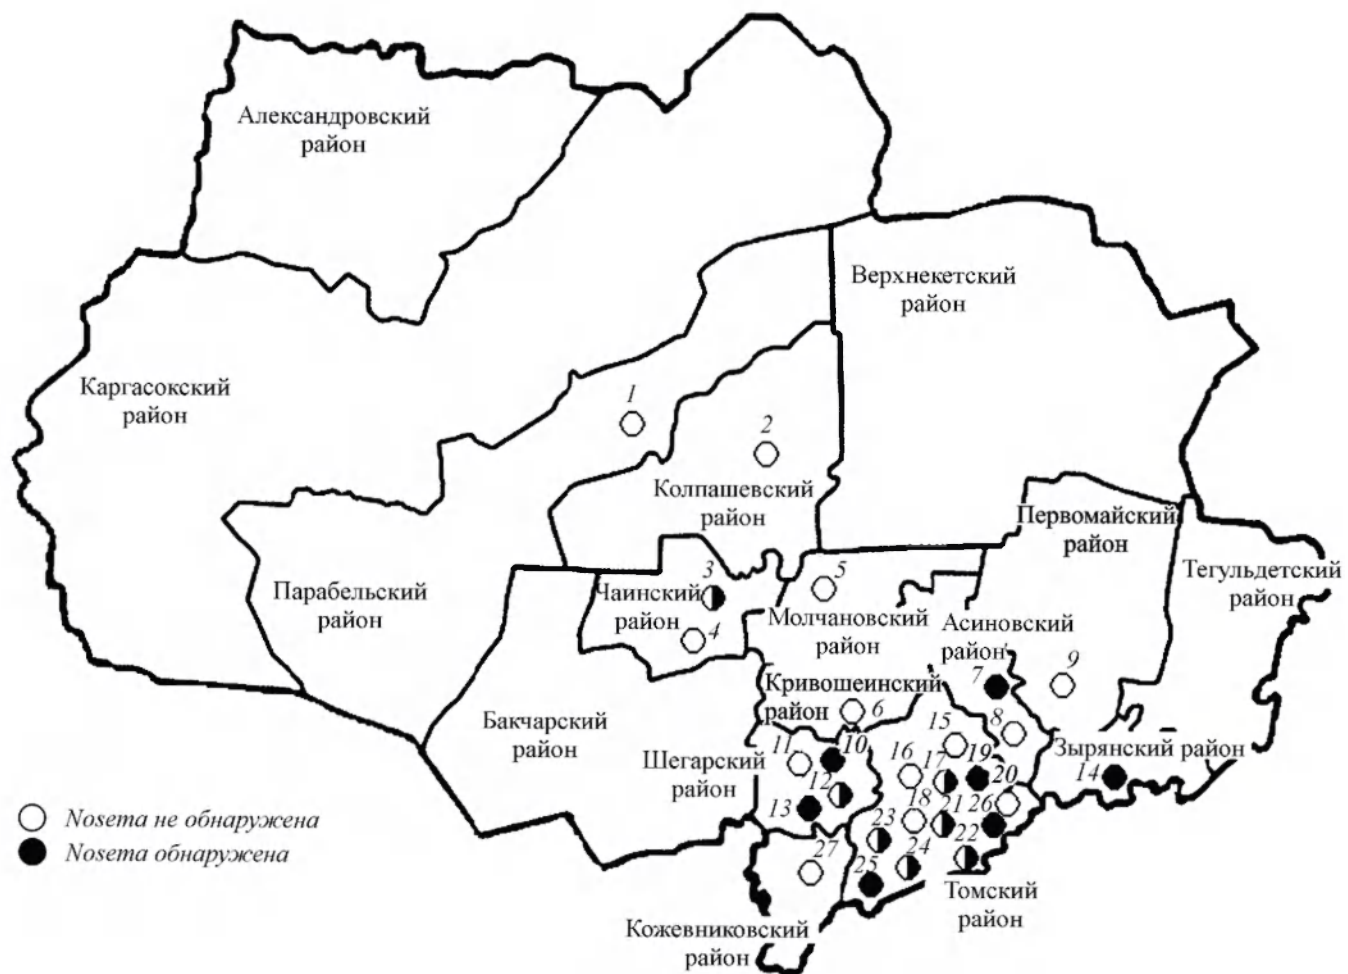 Александровский
район
Верхнекетский
район
Каргасокский
район
1
2
Колпашевский
район
Первомайский
район
Тегульдетский
район
Парабельский
район
3
Чаинский
район
4
5
Молчановский
район
Асиновский
район
7
9
Кривошеинский
район
6
Бакчарский
район
Шегарский
район
11
10
12
13
15
8
16
17
19
20
Зырянский район
14
18
21
26
23
22
24
25
27
Томский
район
Кожевниковский
район
Nosema не обнаружена
Nosema обнаружена